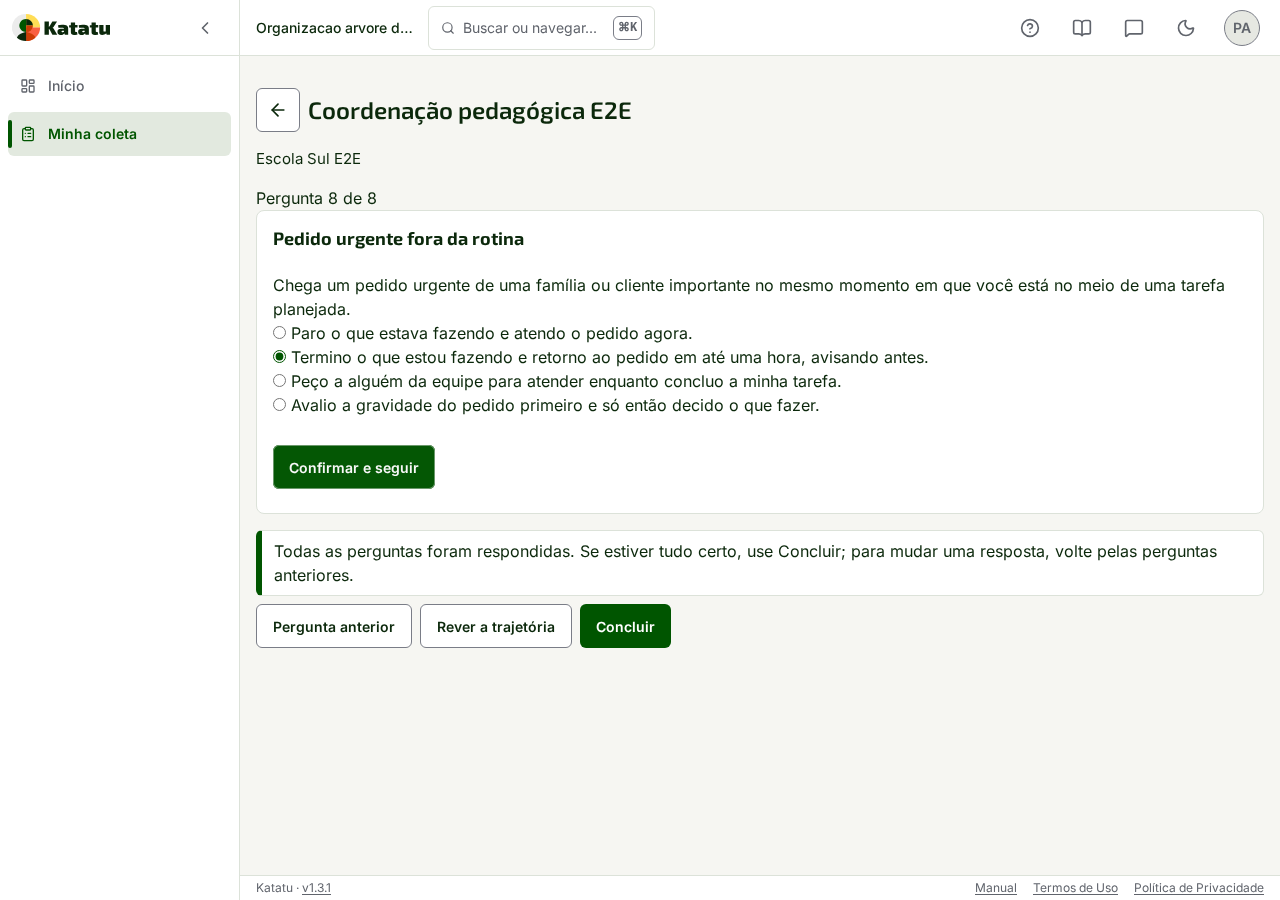 Katatu
Organizacao arvore d...
Buscar ou navegar...
⌘K
PA
Início
Minha coleta
Coordenação pedagógica E2E
Escola Sul E2E
Pergunta 8 de 8
Pedido urgente fora da rotina
Chega um pedido urgente de uma família ou cliente importante no mesmo momento em que você está no meio de uma tarefa
planejada.
Paro o que estava fazendo e atendo o pedido agora.
Termino o que estou fazendo e retorno ao pedido em até uma hora, avisando antes.
Peço a alguém da equipe para atender enquanto concluo a minha tarefa.
Avalio a gravidade do pedido primeiro e só então decido o que fazer.
Confirmar e seguir
Todas as perguntas foram respondidas. Se estiver tudo certo, use Concluir; para mudar uma resposta, volte pelas perguntas
anteriores.
Pergunta anterior
Rever a trajetória
Concluir
Katatu · v1.3.1
Manual
Termos de Uso
Política de Privacidade